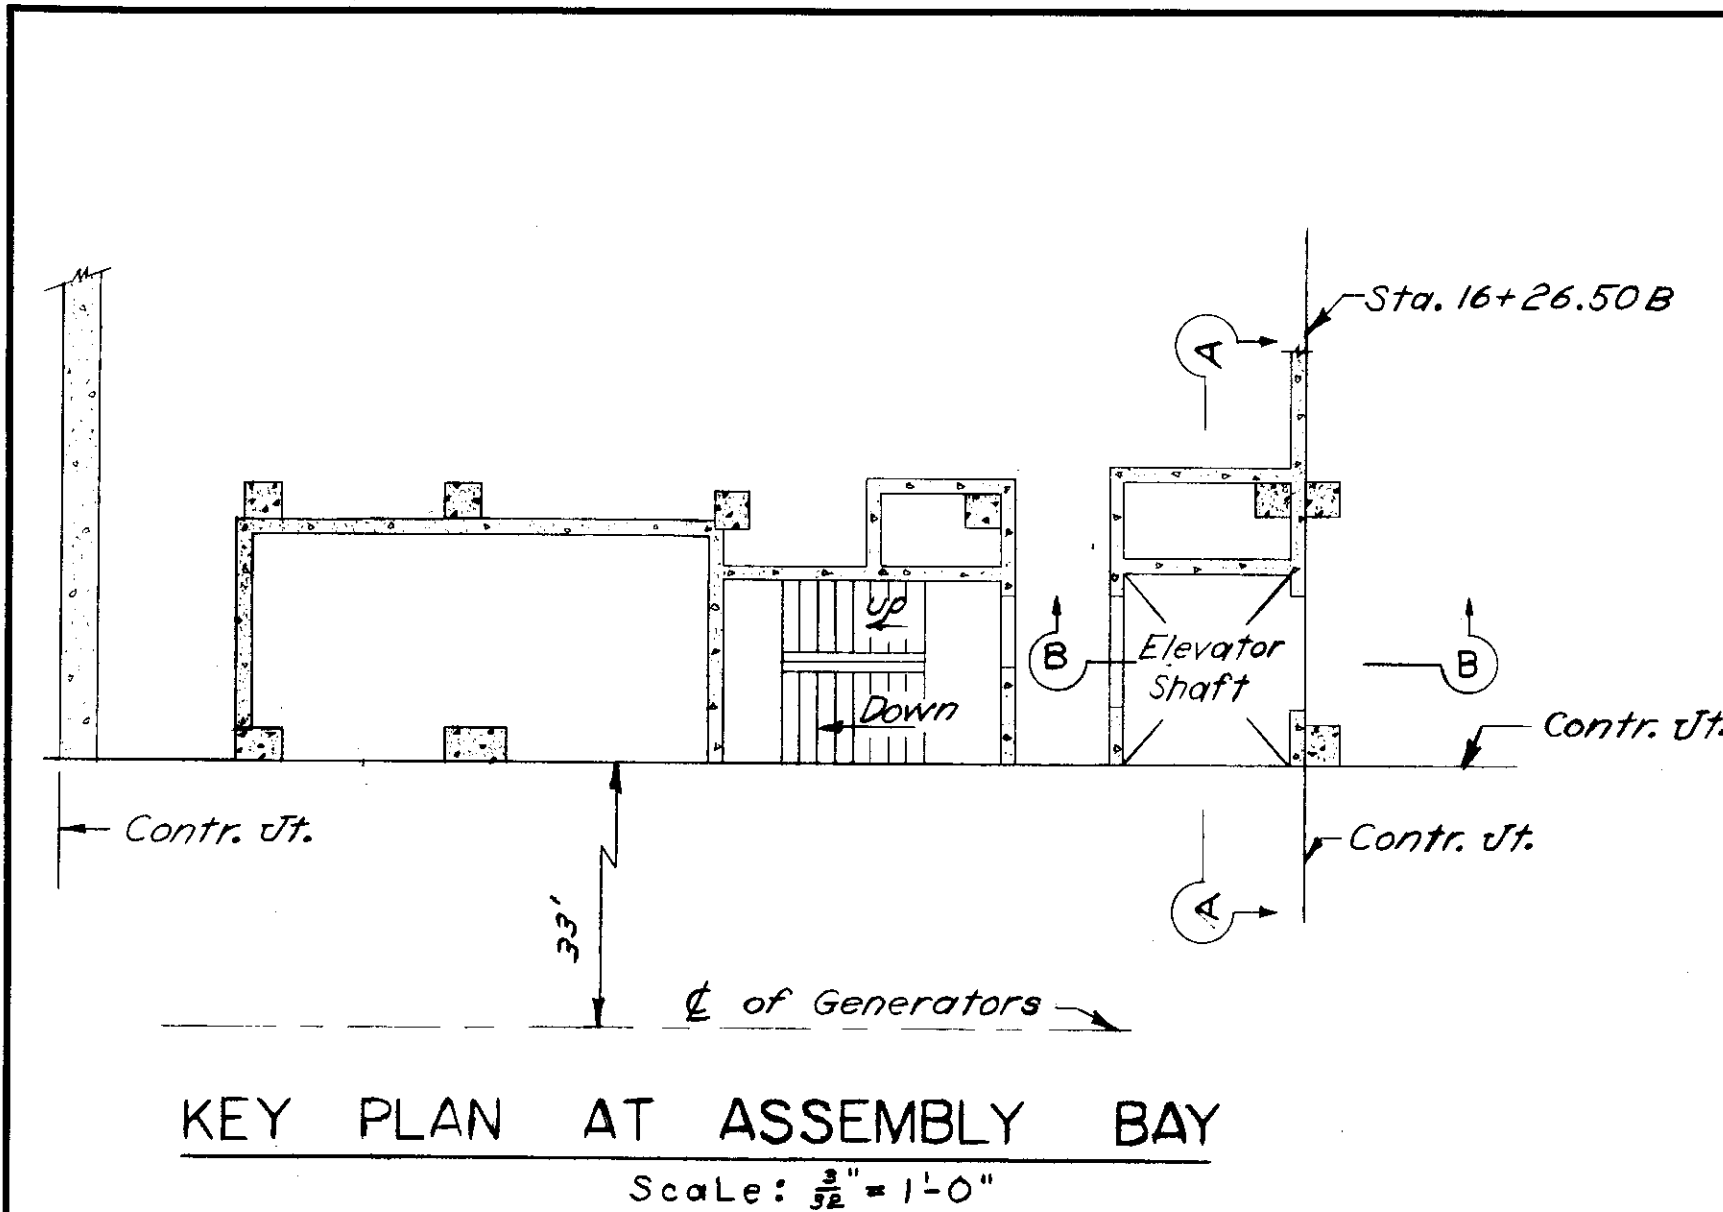 Sta. 16+26.50 B
A
UP
B
Elevator
Shaft
B
Down
Contr. Jt.
Contr. Jt.
Contr. Jt.
A
33'
℄ of Generators
KEY PLAN AT ASSEMBLY BAY
Scale: 3/32" = 1'-0"